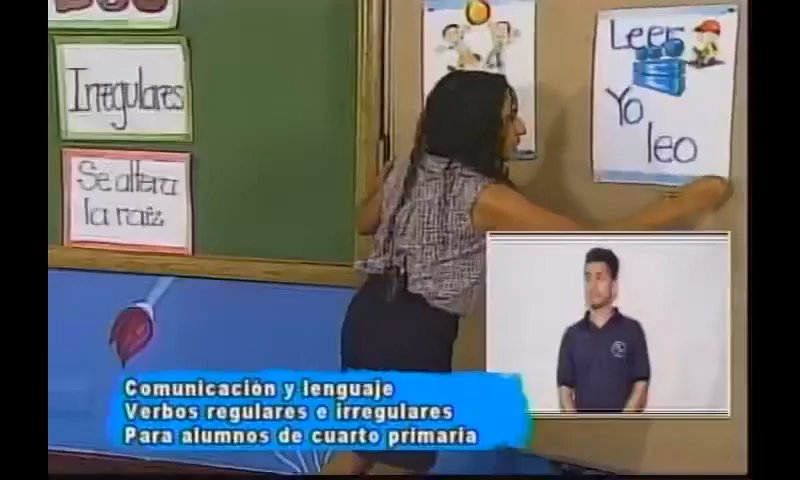 Irregulares
Se altera
la raíz
Leer
Yo
leo
Comunicación y lenguaje
Verbos regulares e irregulares
Para alumnos de cuarto primaria